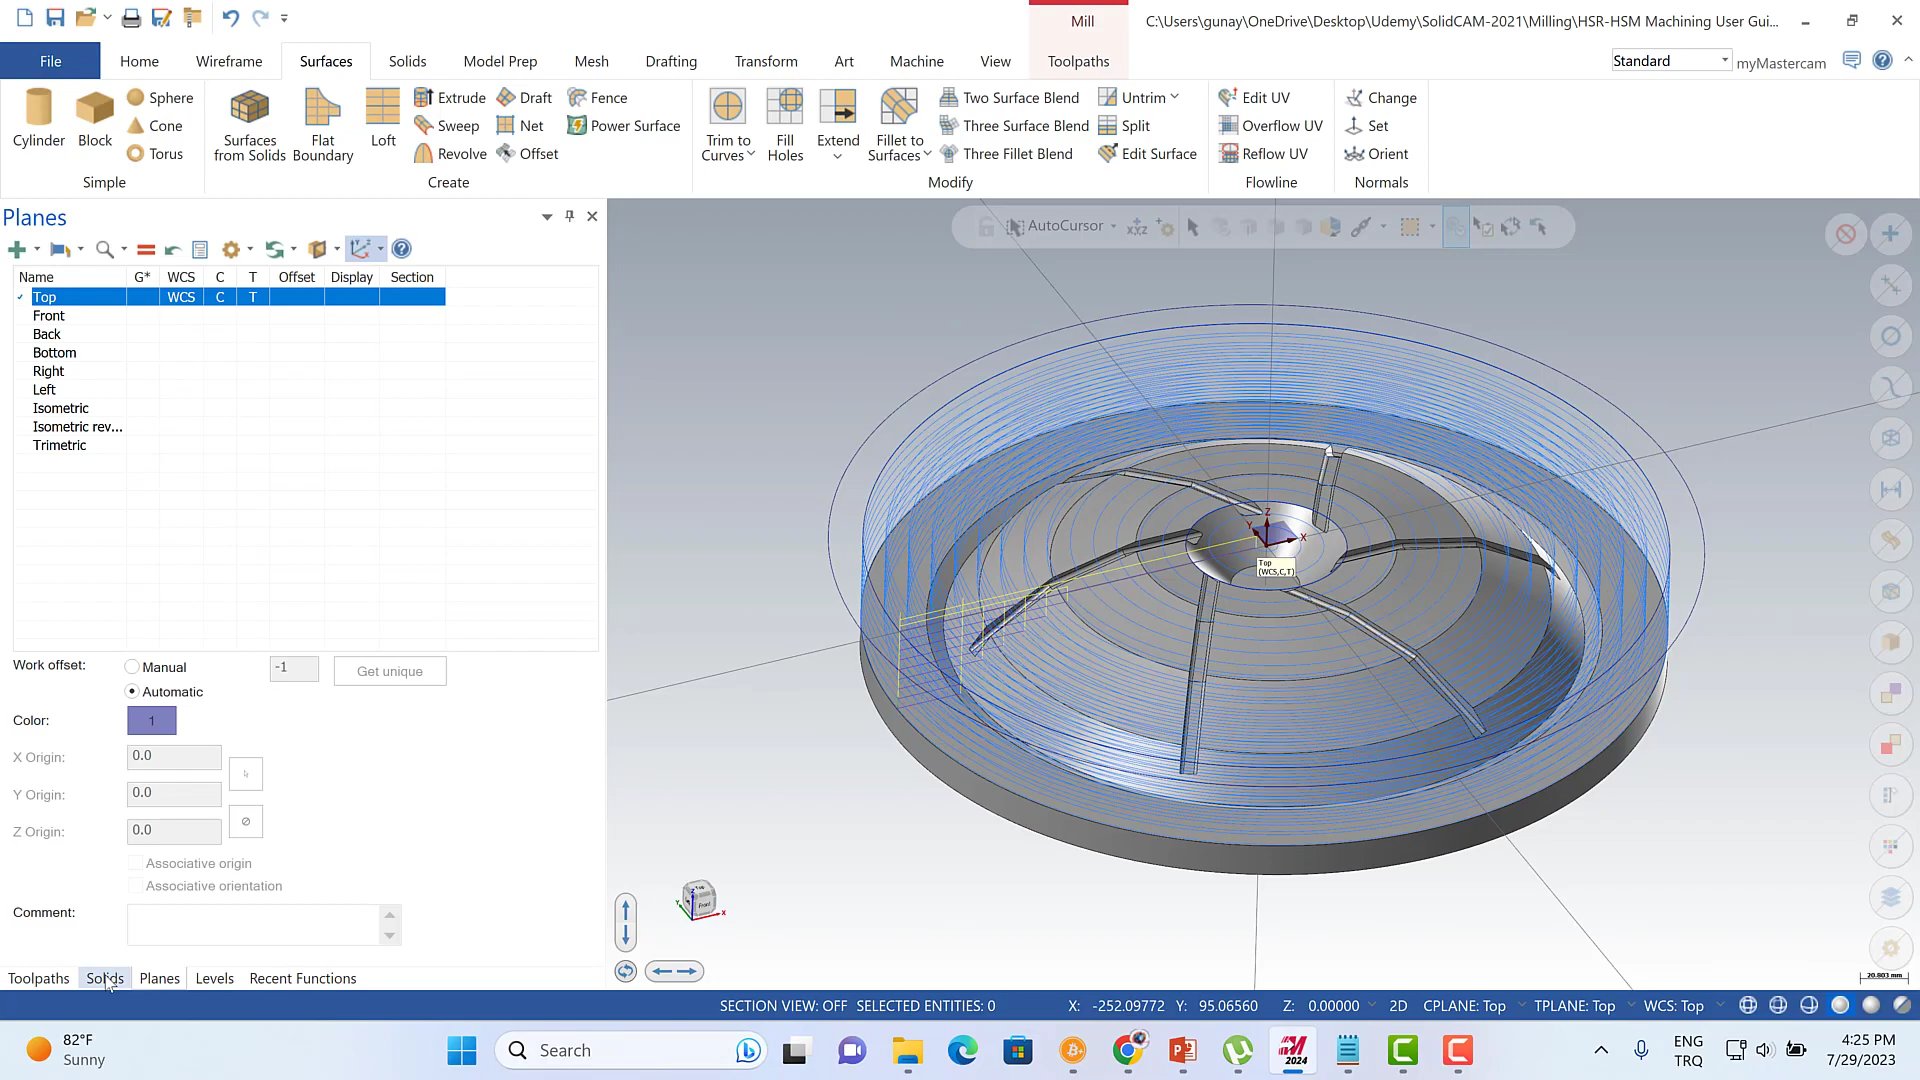 Mill
C:\Users\gunay\OneDrive\Desktop\Udemy\SolidCAM-2021\Milling\HSR-HSM Machining User Gui...
File
Home
Wireframe
Surfaces
Solids
Model Prep
Mesh
Drafting
Transform
Art
Machine
View
Toolpaths
Standard
myMastercam
Cylinder
Block
Sphere
Cone
Torus
Simple
Surfaces
from Solids
Flat
Boundary
Loft
Extrude
Sweep
Revolve
Draft
Net
Offset
Fence
Power Surface
Create
Trim to
Curves
Fill
Holes
Extend
Fillet to
Surfaces
Two Surface Blend
Three Surface Blend
Three Fillet Blend
Untrim
Split
Edit Surface
Modify
Edit UV
Overflow UV
Reflow UV
Flowline
Change
Set
Orient
Normals
Planes
Name G* WCS C T Offset Display Section
Top WCS C T
Front
Back
Bottom
Right
Left
Isometric
Isometric rev...
Trimetric
Work offset:
Manual
-1
Get unique
Automatic
Color:
1
X Origin:
0.0
Y Origin:
0.0
Z Origin:
0.0
Associative origin
Associative orientation
Comment:
Toolpaths
Solids
Planes
Levels
Recent Functions
AutoCursor
XYZ
Z
Y
X
Top
(WCS,C,T)
Front
X
20.803 mm
SECTION VIEW: OFF SELECTED ENTITIES: 0
X: -252.09772 Y: 95.06560 Z: 0.00000 2D CPLANE: Top TPLANE: Top WCS: Top
82°F
Sunny
Search
2024
ENG
TRQ
4:25 PM
7/29/2023